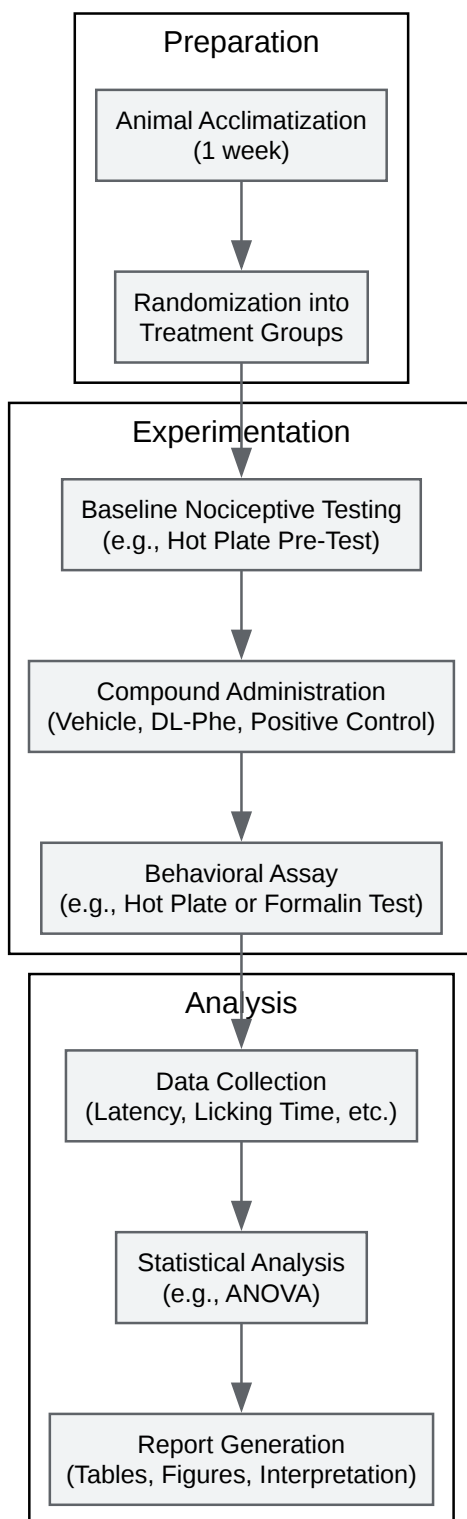 Preparation
Animal Acclimatization
(1 week)
Randomization into
Treatment Groups
Experimentation
Baseline Nociceptive Testing
(e.g., Hot Plate Pre-Test)
Compound Administration
(Vehicle, DL-Phe, Positive Control)
Behavioral Assay
(e.g., Hot Plate or Formalin Test)
Analysis
Data Collection
(Latency, Licking Time, etc.)
Statistical Analysis
(e.g., ANOVA)
Report Generation
(Tables, Figures, Interpretation)